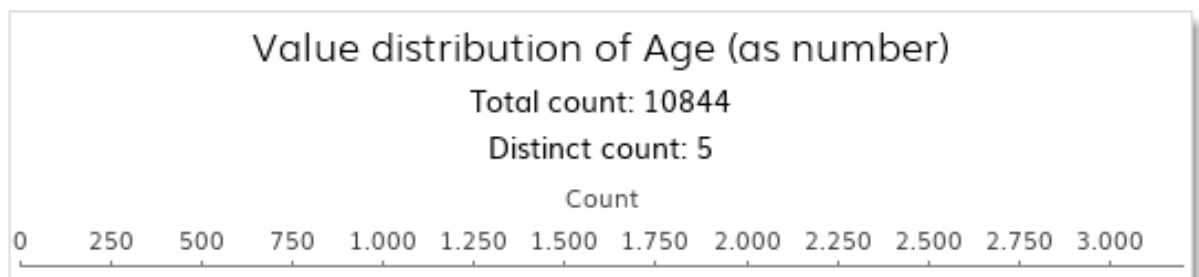 Value distribution of Age (as number)
Total count: 10844
Distinct count: 5
Count
0 250 500 750 1.000 1.250 1.500 1.750 2.000 2.250 2.500 2.750 3.000